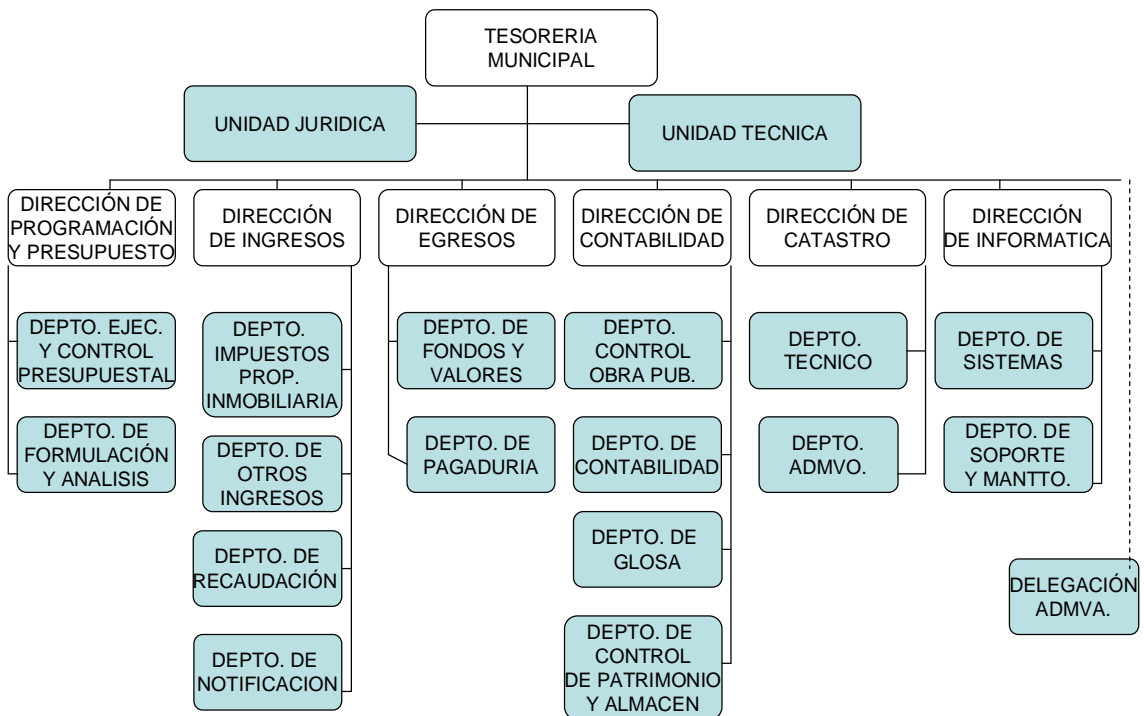 TESORERIA
MUNICIPAL
UNIDAD JURIDICA
UNIDAD TECNICA
DIRECCIÓN DE
PROGRAMACIÓN
Y PRESUPUESTO
DIRECCIÓN
DE INGRESOS
DIRECCIÓN DE
EGRESOS
DIRECCIÓN DE
CONTABILIDAD
DIRECCIÓN DE
CATASTRO
DIRECCIÓN
DE INFORMATICA
DEPTO. EJEC.
Y CONTROL
PRESUPUESTAL
DEPTO.
IMPUESTOS
PROP.
INMOBILIARIA
DEPTO. DE
FONDOS Y
VALORES
DEPTO.
CONTROL
OBRA PUB.
DEPTO.
TECNICO
DEPTO. DE
SISTEMAS
DEPTO. DE
FORMULACIÓN
Y ANALISIS
DEPTO. DE
OTROS
INGRESOS
DEPTO. DE
PAGADURIA
DEPTO. DE
CONTABILIDAD
DEPTO.
ADMVO.
DEPTO. DE
SOPORTE
Y MANTTO.
DEPTO. DE
RECAUDACIÓN
DEPTO. DE
GLOSA
DELEGACIÓN
ADMVA.
DEPTO. DE
NOTIFICACION
DEPTO. DE
CONTROL
DE PATRIMONIO
Y ALMACEN